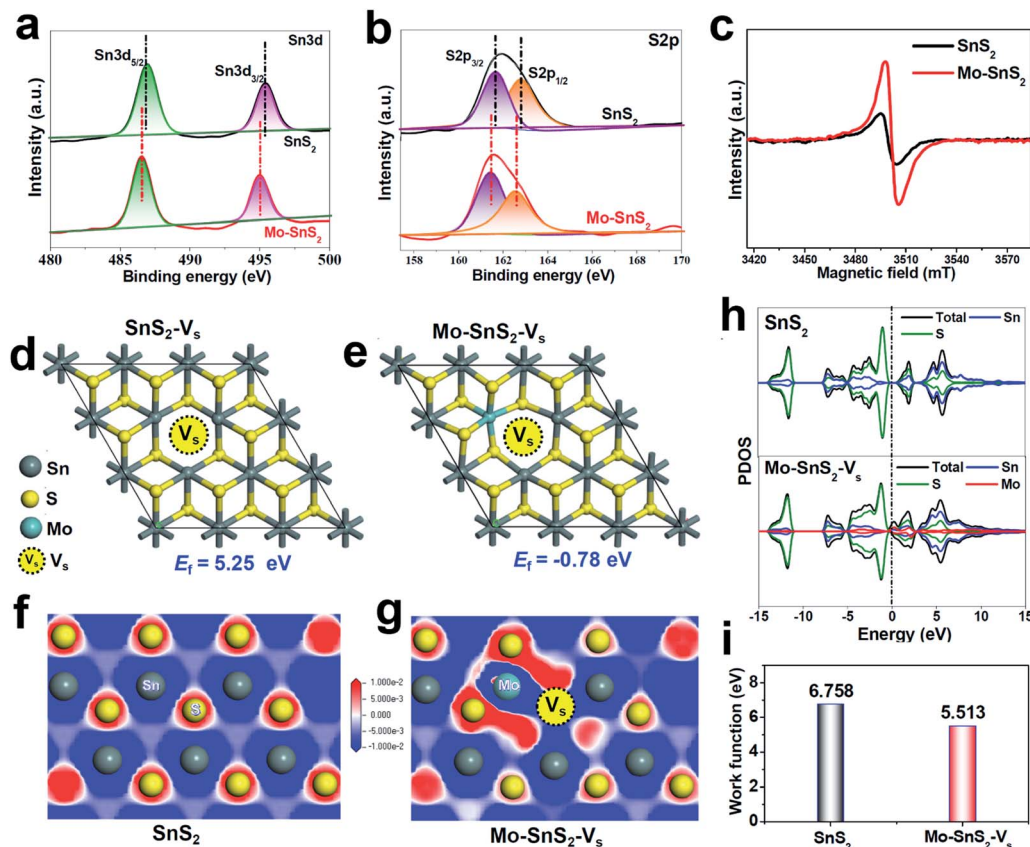 a
Sn3d
Sn3d5/2
Sn3d3/2
SnS2
Mo-SnS2
Intensity (a.u.)
480 484 488 492 496 500
Binding energy (eV)
b
S2p
S2p3/2
S2p1/2
SnS2
Mo-SnS2
Intensity (a.u.)
158 160 162 164 166 168 170
Binding energy (eV)
c
SnS2
Mo-SnS2
Intensity (a.u.)
3420 3450 3480 3510 3540 3570
Magnetic field (mT)
d
SnS2-Vs
Vs
Sn
S
Mo
Vs Vs
Ef = 5.25 eV
e
Mo-SnS2-Vs
Vs
Ef = -0.78 eV
f
Sn
S
SnS2
1.000e-2
5.000e-3
0.000
-5.000e-3
-1.000e-2
g
Mo
Vs
Mo-SnS2-Vs
h
SnS2
Total Sn
S
Mo-SnS2-Vs
Total Sn
S Mo
PDOS
-15 -10 -5 0 5 10 15
Energy (eV)
i
Work function (eV)
8
6
4
2
0
6.758
5.513
SnS2 Mo-SnS2-Vs